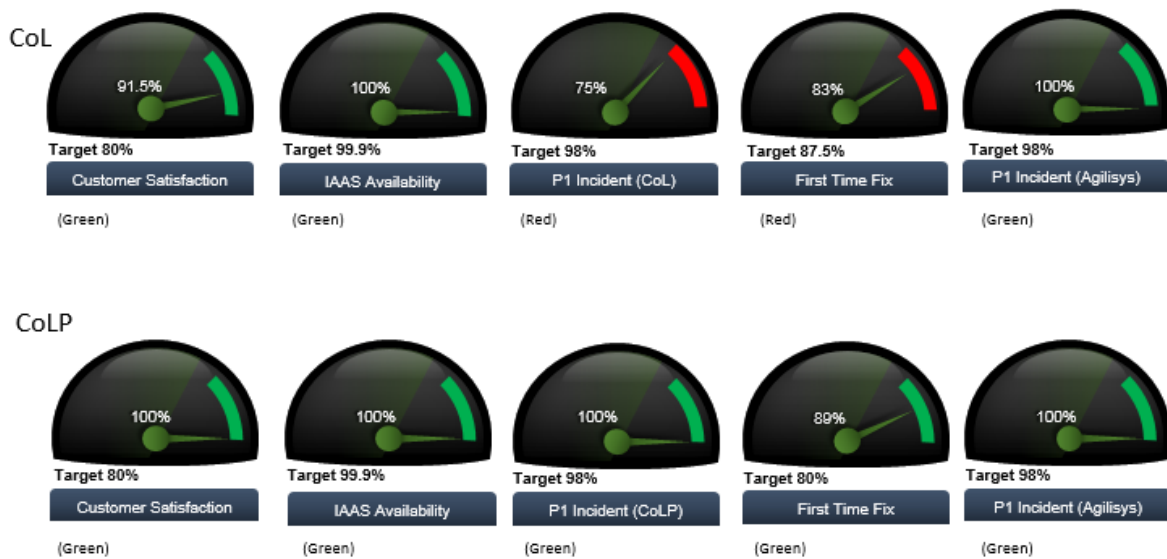 CoL
91.5% 100% 75% 83% 100%
Target 80% Target 99.9% Target 98% Target 87.5% Target 98%
Customer Satisfaction IAAS Availability P1 Incident (CoL) First Time Fix P1 Incident (Agilisys)
(Green) (Green) (Red) (Red) (Green)
CoLP
100% 100% 100% 89% 100%
Target 80% Target 99.9% Target 98% Target 80% Target 98%
Customer Satisfaction IAAS Availability P1 Incident (CoLP) First Time Fix P1 Incident (Agilisys)
(Green) (Green) (Green) (Green) (Green)